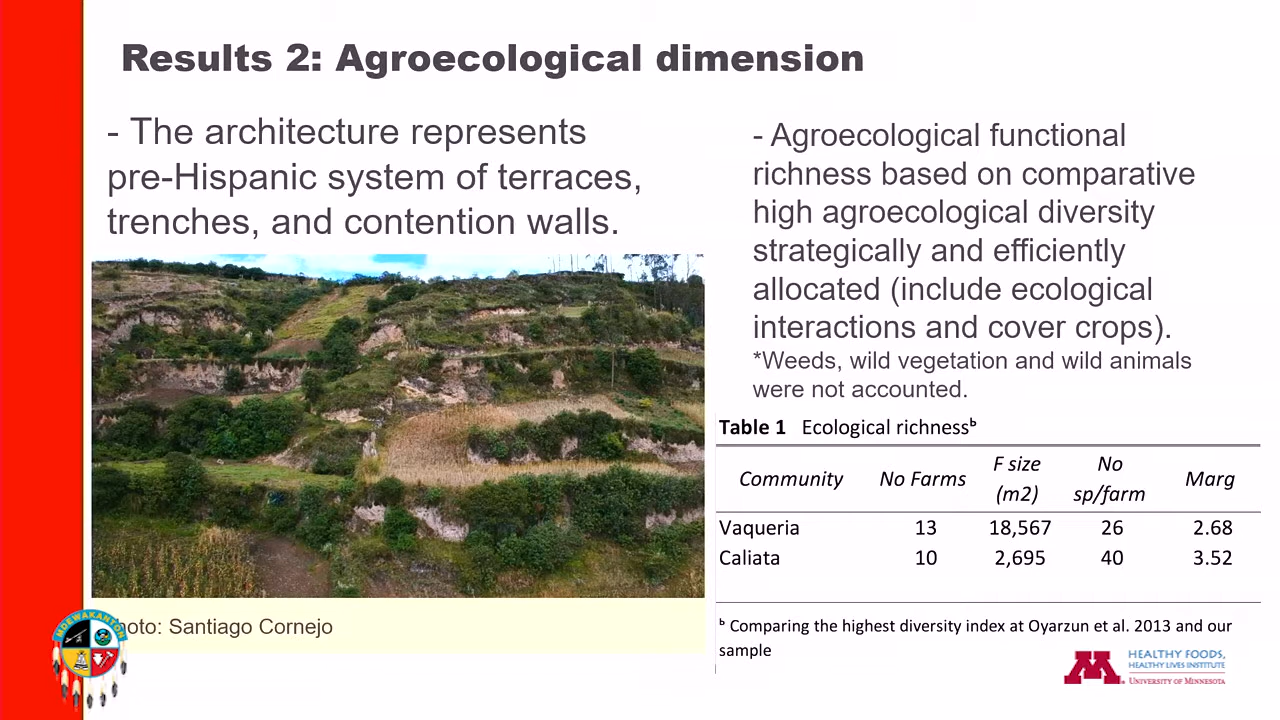 Results 2: Agroecological dimension
- The architecture represents
pre-Hispanic system of terraces,
trenches, and contention walls.
Photo: Santiago Cornejo
- Agroecological functional
richness based on comparative
high agroecological diversity
strategically and efficiently
allocated (include ecological
interactions and cover crops).
*Weeds, wild vegetation and wild animals
were not accounted.
Table 1 Ecological richnessᵇ
Community No Farms F size (m2) No sp/farm Marg
Vaqueria 13 18,567 26 2.68
Caliata 10 2,695 40 3.52
ᵇ Comparing the highest diversity index at Oyarzun et al. 2013 and our
sample
MDEWAKANTON
M
HEALTHY FOODS,
HEALTHY LIVES INSTITUTE
UNIVERSITY OF MINNESOTA